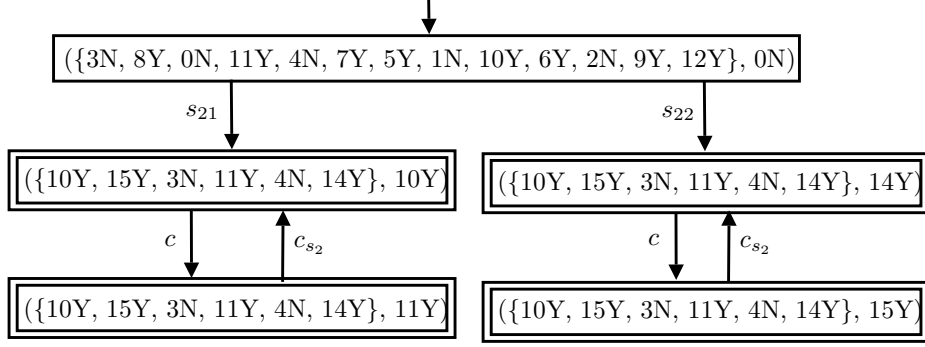 ({3N, 8Y, 0N, 11Y, 4N, 7Y, 5Y, 1N, 10Y, 6Y, 2N, 9Y, 12Y}, 0N)
s21 s22
({10Y, 15Y, 3N, 11Y, 4N, 14Y}, 10Y) ({10Y, 15Y, 3N, 11Y, 4N, 14Y}, 14Y)
c cs2 c cs2
({10Y, 15Y, 3N, 11Y, 4N, 14Y}, 11Y) ({10Y, 15Y, 3N, 11Y, 4N, 14Y}, 15Y)